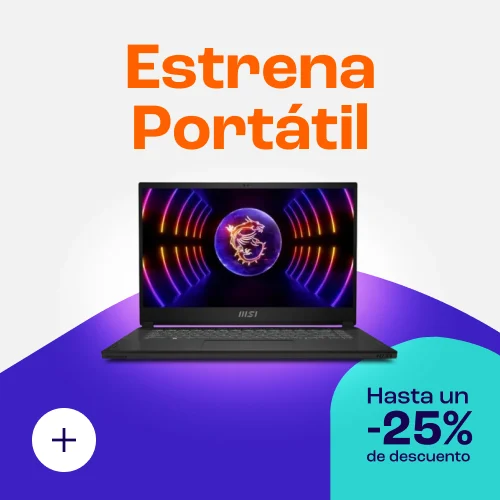 Estrena
Portátil
msi
Hasta un
-25%
de descuento